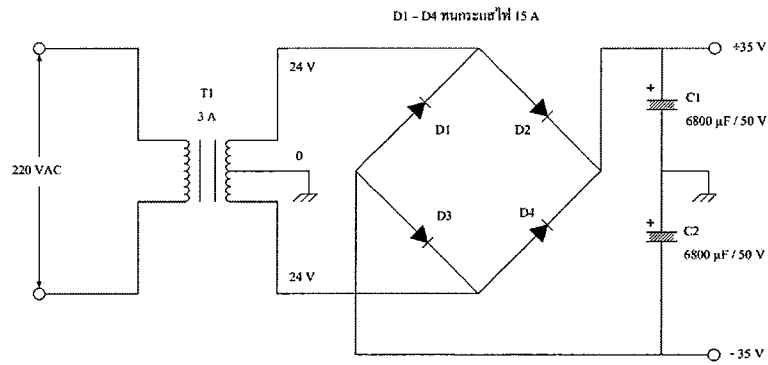 D1 – D4 ทนกระแสไฟ 15 A
+35 V
24 V
T1
3 A
C1
6800 µF / 50 V
D1
D2
0
220 VAC
D3
D4
C2
6800 µF / 50 V
24 V
- 35 V